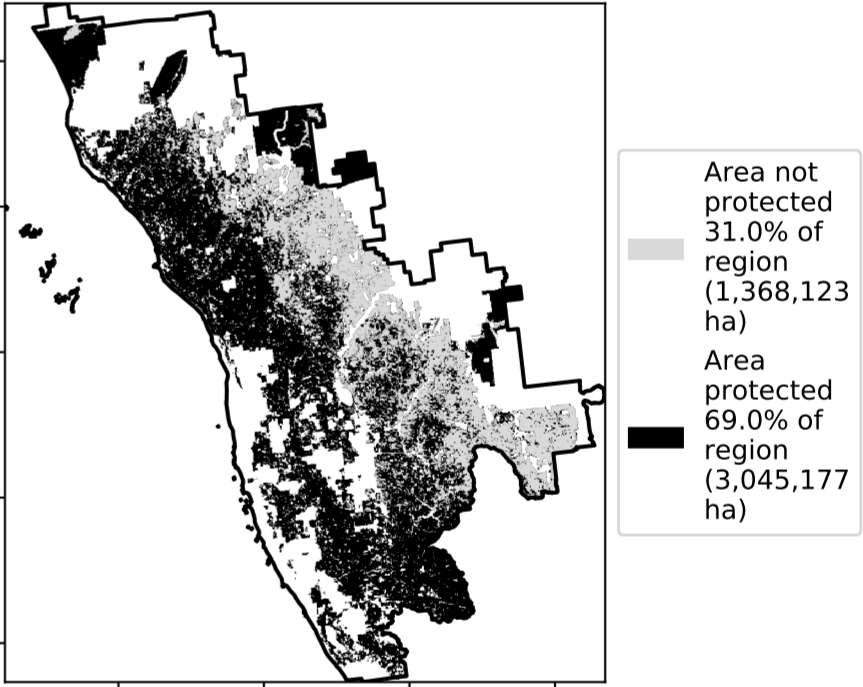 Area not
protected
31.0% of
region
(1,368,123
ha)
Area
protected
69.0% of
region
(3,045,177
ha)